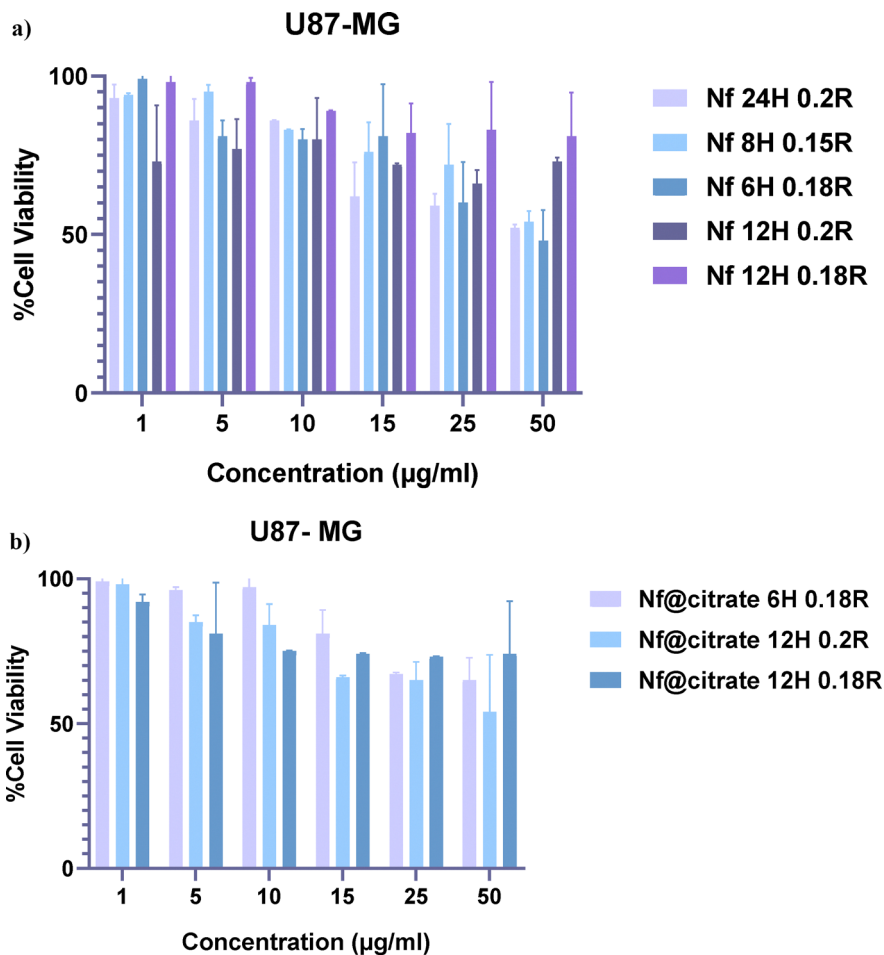 a)
U87-MG
%Cell Viability
100
50
0
1 5 10 15 25 50
Concentration (µg/ml)
Nf 24H 0.2R
Nf 8H 0.15R
Nf 6H 0.18R
Nf 12H 0.2R
Nf 12H 0.18R
b)
U87- MG
%Cell Viability
100
50
0
1 5 10 15 25 50
Concentration (µg/ml)
Nf@citrate 6H 0.18R
Nf@citrate 12H 0.2R
Nf@citrate 12H 0.18R